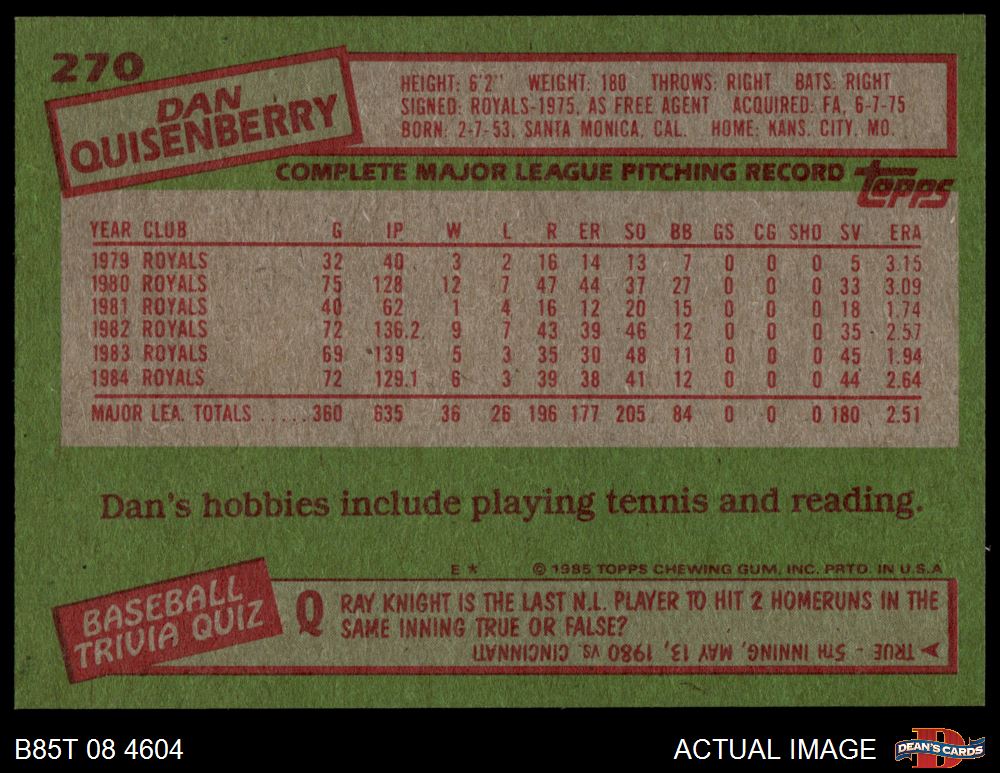 270
DAN
QUISENBERRY
HEIGHT: 6'2" WEIGHT: 180 THROWS: RIGHT BATS: RIGHT
SIGNED: ROYALS-1975, AS FREE AGENT ACQUIRED: FA, 6-7-75
BORN: 2-7-53, SANTA MONICA, CAL. HOME: KANS. CITY, MO.
COMPLETE MAJOR LEAGUE PITCHING RECORD topps
YEAR CLUB G IP W L R ER SO BB GS CG SHO SV ERA
1979 ROYALS 32 40 3 2 16 14 13 7 0 0 0 5 3.15
1980 ROYALS 75 128 12 7 47 44 37 27 0 0 0 33 3.09
1981 ROYALS 40 62 1 4 16 12 20 15 0 0 0 18 1.74
1982 ROYALS 72 136.2 9 7 43 39 46 12 0 0 0 35 2.57
1983 ROYALS 69 139 5 3 35 30 48 11 0 0 0 45 1.94
1984 ROYALS 72 129.1 6 3 39 38 41 12 0 0 0 44 2.64
MAJOR LEA. TOTALS .....360 635 36 26 196 177 205 84 0 0 0 180 2.51
Dan's hobbies include playing tennis and reading.
E * © 1985 TOPPS CHEWING GUM, INC. PRTD. IN U.S.A
BASEBALL
TRIVIA QUIZ
Q RAY KNIGHT IS THE LAST N.L. PLAYER TO HIT 2 HOMERUNS IN THE
SAME INNING TRUE OR FALSE?
A TRUE - 5TH INNING, MAY 13, 1980 VS. CINCINNATI
B85T 08 4604
ACTUAL IMAGE
D
DEAN'S CARDS